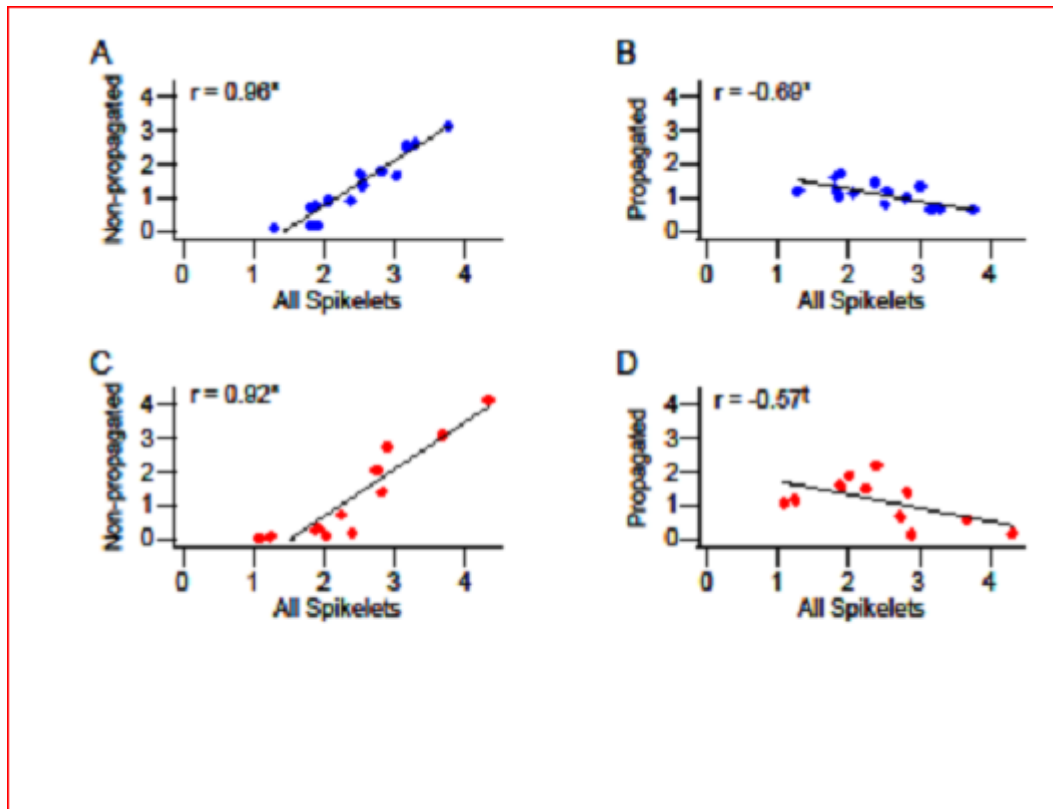 A
r = 0.96*
Non-propagated
4
3
2
1
0
0 1 2 3 4
All Spikelets
B
r = -0.69*
Propagated
4
3
2
1
0
0 1 2 3 4
All Spikelets
C
r = 0.92*
Non-propagated
4
3
2
1
0
0 1 2 3 4
All Spikelets
D
r = -0.57†
Propagated
4
3
2
1
0
0 1 2 3 4
All Spikelets